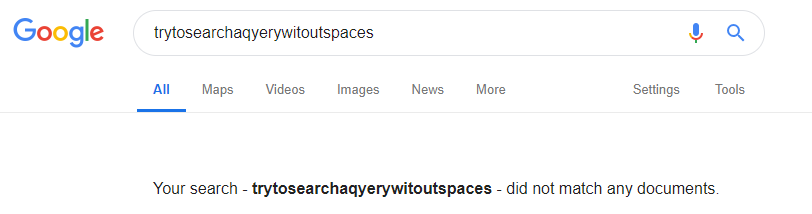 Google trytosearchaqyerywitoutspaces
All Maps Videos Images News More Settings Tools
Your search - trytosearchaqyerywitoutspaces - did not match any documents.